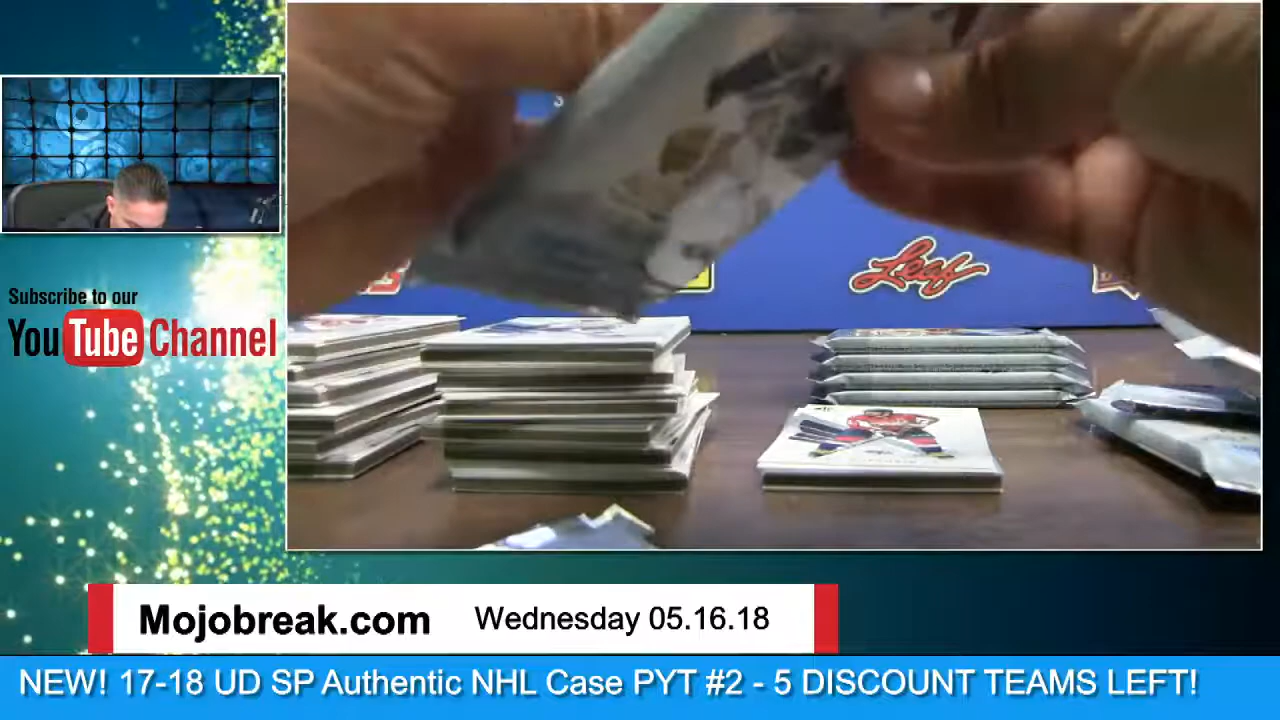 Subscribe to our
YouTube Channel
Leaf
Mojobreak.com
Wednesday 05.16.18
NEW! 17-18 UD SP Authentic NHL Case PYT #2 - 5 DISCOUNT TEAMS LEFT!